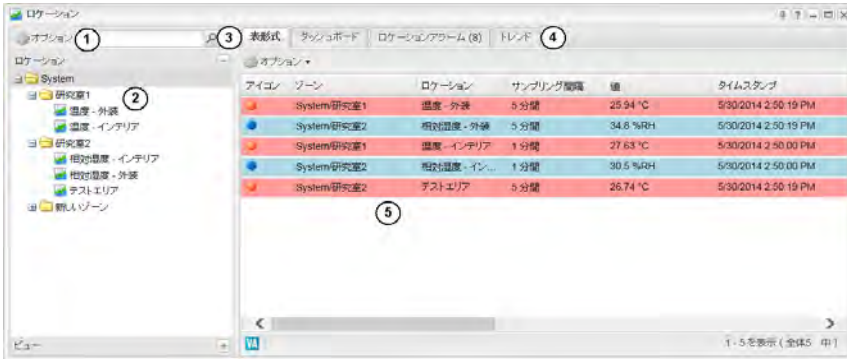 ロケーション
オプション
①
③
表形式
ダッシュボード
ロケーションアラーム (8)
トレンド
④
ロケーション
System
研究室1
②
温度 - 外装
温度 - インテリア
研究室2
相対湿度 - インテリア
相対湿度 - 外装
テストエリア
新しいゾーン
ビュー
オプション
アイコン ゾーン ロケーション サンプリング間隔 値 タイムスタンプ
System/研究室1 温度 - 外装 5 分間 25.94 °C 5/30/2014 2:50:19 PM
System/研究室2 相対湿度 - 外装 5 分間 34.6 %RH 5/30/2014 2:50:19 PM
System/研究室1 温度 - インテリア 1 分間 27.63 °C 5/30/2014 2:50:00 PM
System/研究室2 相対湿度 - イン... 1 分間 30.5 %RH 5/30/2014 2:50:00 PM
System/研究室2 テストエリア 5 分間 26.74 °C 5/30/2014 2:50:19 PM
⑤
VA
1 - 5を表示 ( 全体5 中)